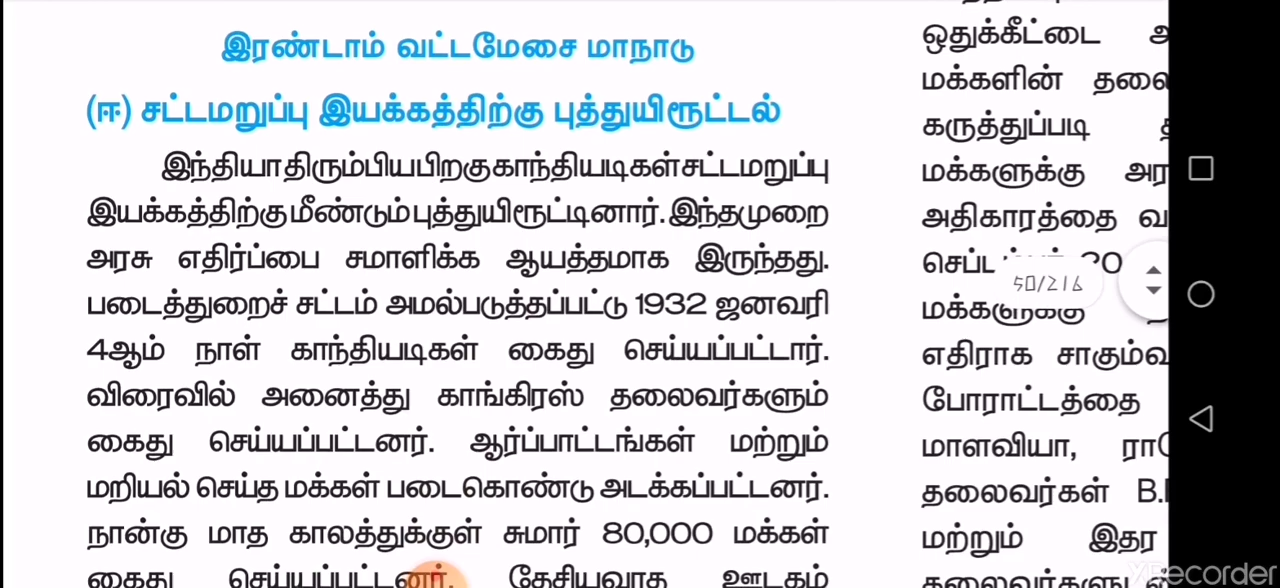 இரண்டாம் வட்டமேசை மாநாடு
(ஈ) சட்டமறுப்பு இயக்கத்திற்கு புத்துயிரூட்டல்
இந்தியா திரும்பிய பிறகு காந்தியடிகள் சட்டமறுப்பு
இயக்கத்திற்கு மீண்டும் புத்துயிரூட்டினார். இந்தமுறை
அரசு எதிர்ப்பை சமாளிக்க ஆயத்தமாக இருந்தது.
படைத்துறைச் சட்டம் அமல்படுத்தப்பட்டு 1932 ஜனவரி
4ஆம் நாள் காந்தியடிகள் கைது செய்யப்பட்டார்.
விரைவில் அனைத்து காங்கிரஸ் தலைவர்களும்
கைது செய்யப்பட்டனர். ஆர்ப்பாட்டங்கள் மற்றும்
மறியல் செய்த மக்கள் படைகொண்டு அடக்கப்பட்டனர்.
நான்கு மாத காலத்துக்குள் சுமார் 80,000 மக்கள்
கைது செய்யப்பட்டனர். தேசியவாத ஊடகம்
ஒதுக்கீட்டை
மக்களின்
கருத்துப்படி
மக்களுக்கு
அதிகாரத்தை
மக்களுக்கு
எதிராக
போராட்டத்தை
மாளவியா,
தலைவர்கள்
மற்றும் இதர
50/216
XRecorder